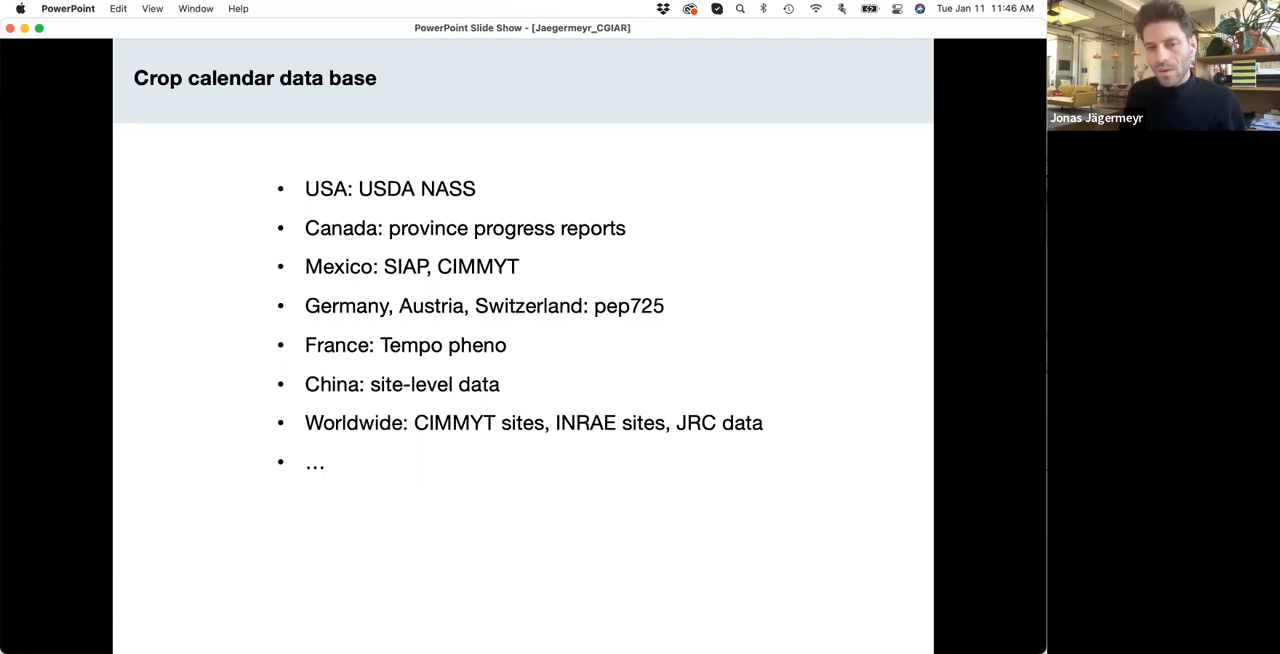 PowerPoint Edit View Window Help Tue Jan 11 11:46 AM
PowerPoint Slide Show - [Jaegermeyr_CGIAR]
Jonas Jägermeyr
Crop calendar data base
• USA: USDA NASS
• Canada: province progress reports
• Mexico: SIAP, CIMMYT
• Germany, Austria, Switzerland: pep725
• France: Tempo pheno
• China: site-level data
• Worldwide: CIMMYT sites, INRAE sites, JRC data
• …